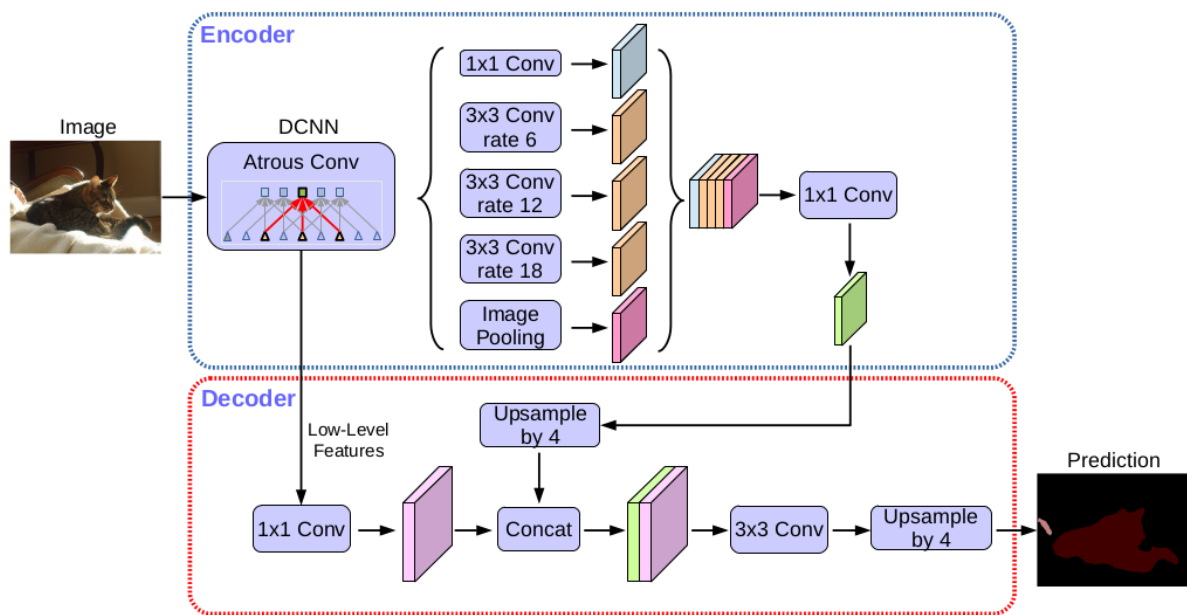 Encoder
Image
DCNN
Atrous Conv
1x1 Conv
3x3 Conv
rate 6
3x3 Conv
rate 12
3x3 Conv
rate 18
Image
Pooling
1x1 Conv
Decoder
Low-Level
Features
Upsample
by 4
1x1 Conv
Concat
3x3 Conv
Upsample
by 4
Prediction